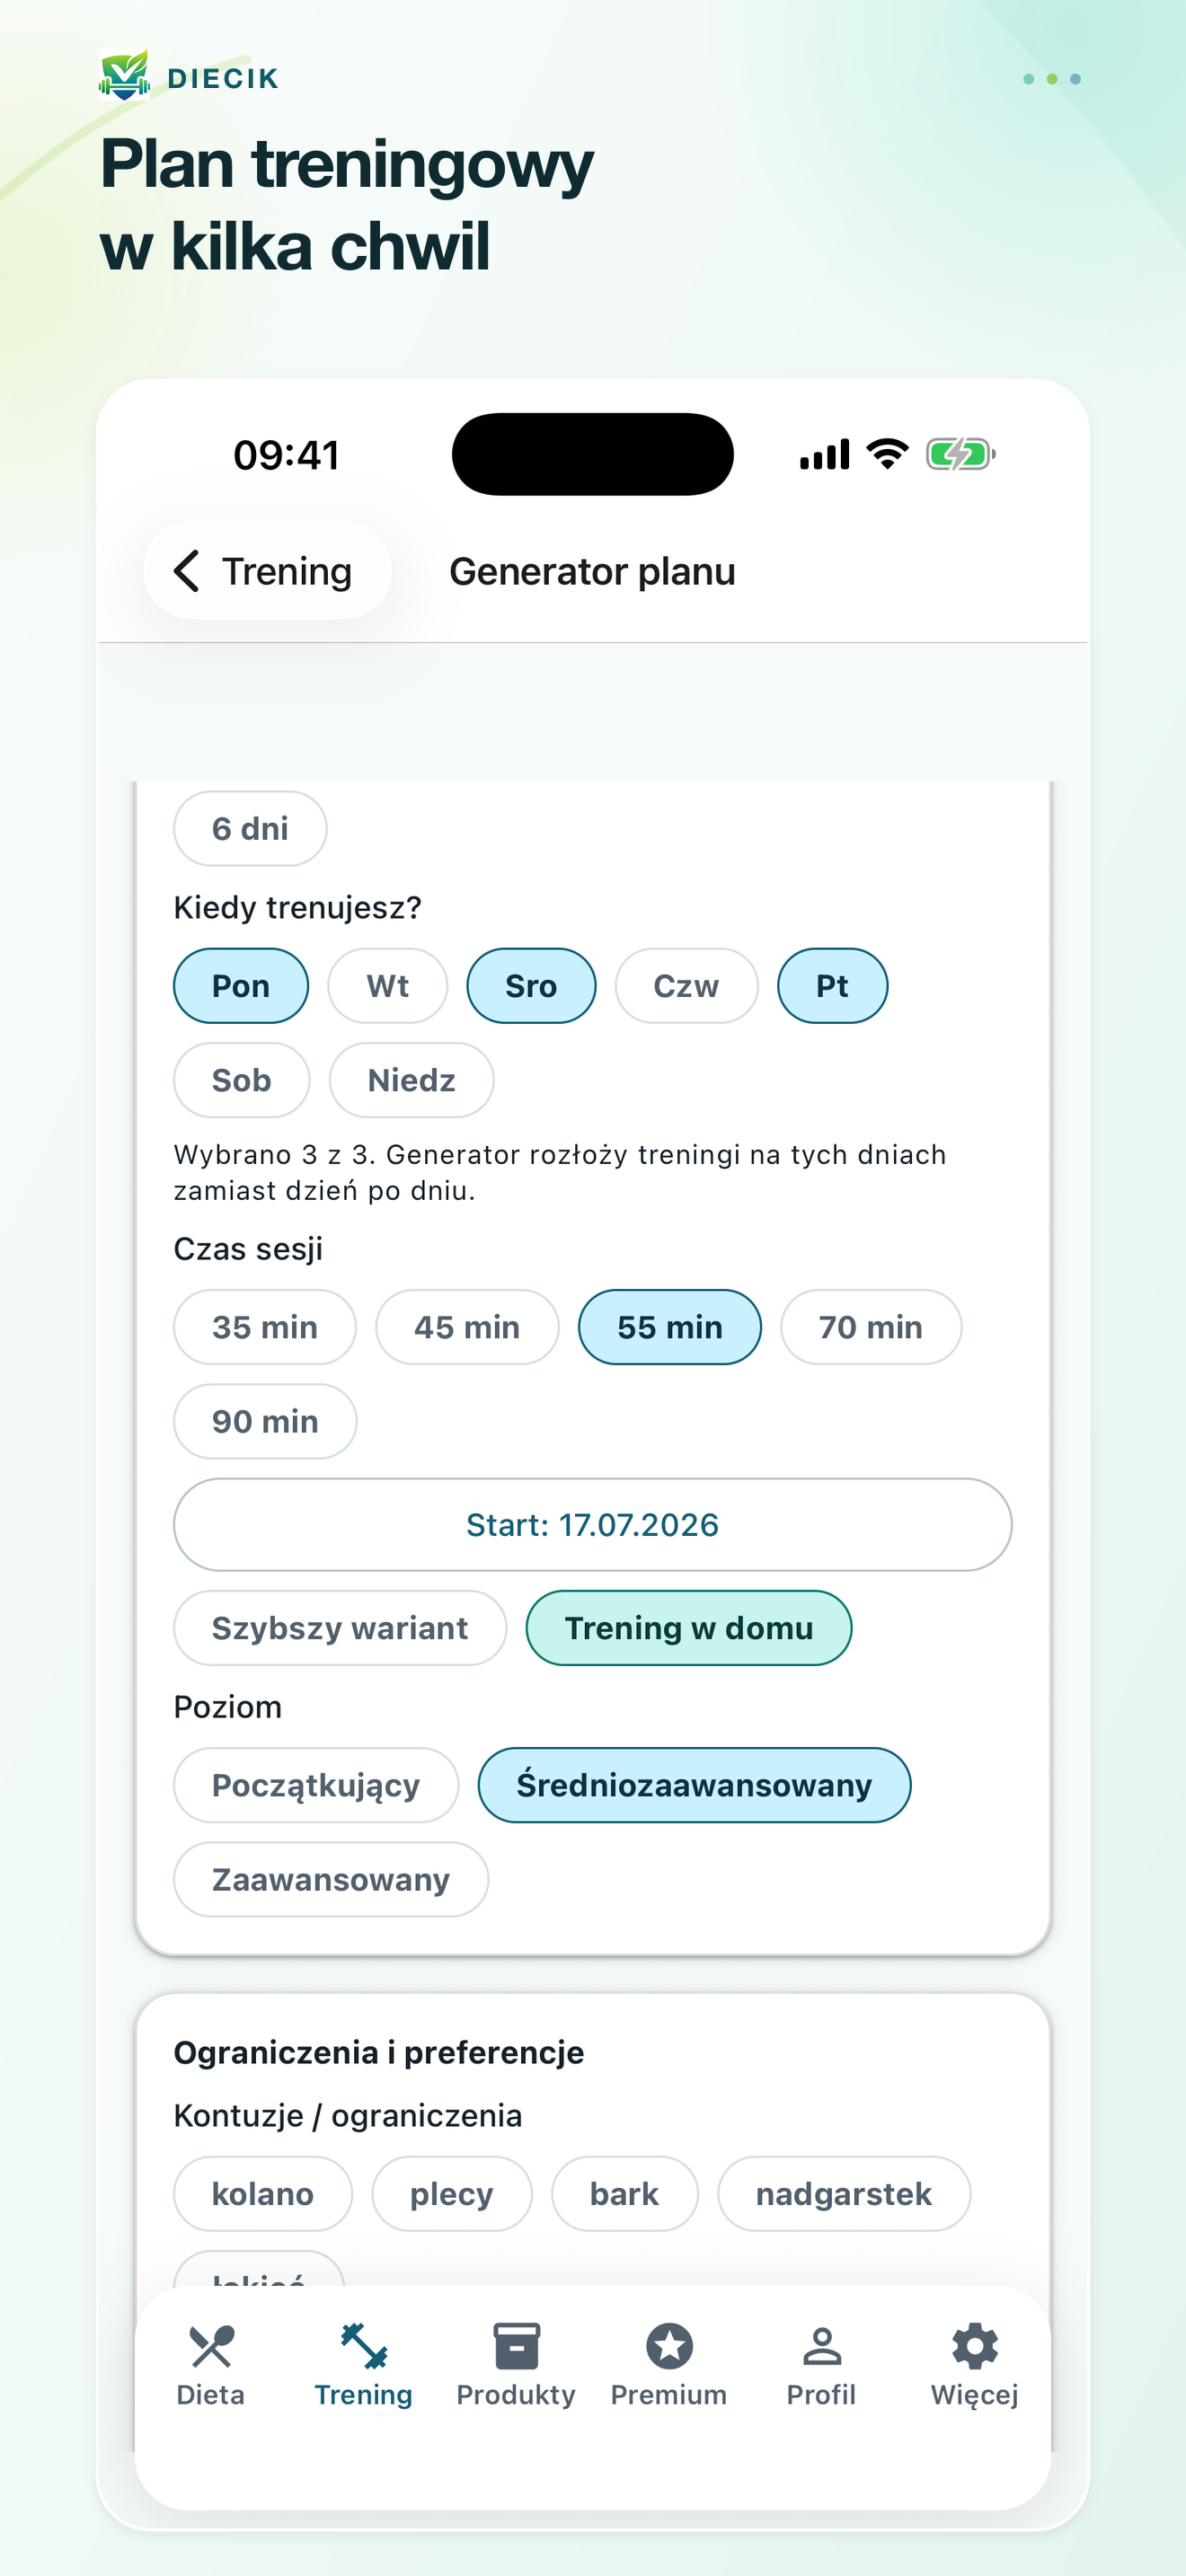 DIECIK
Plan treningowy
w kilka chwil
09:41
Trening
Generator planu
6 dni
Kiedy trenujesz?
Pon Wt Sro Czw Pt
Sob Niedz
Wybrano 3 z 3. Generator rozłoży treningi na tych dniach
zamiast dzień po dniu.
Czas sesji
35 min 45 min 55 min 70 min
90 min
Start: 17.07.2026
Szybszy wariant Trening w domu
Poziom
Początkujący Średniozaawansowany
Zaawansowany
Ograniczenia i preferencje
Kontuzje / ograniczenia
kolano plecy bark nadgarstek
Dieta Trening Produkty Premium Profil Więcej